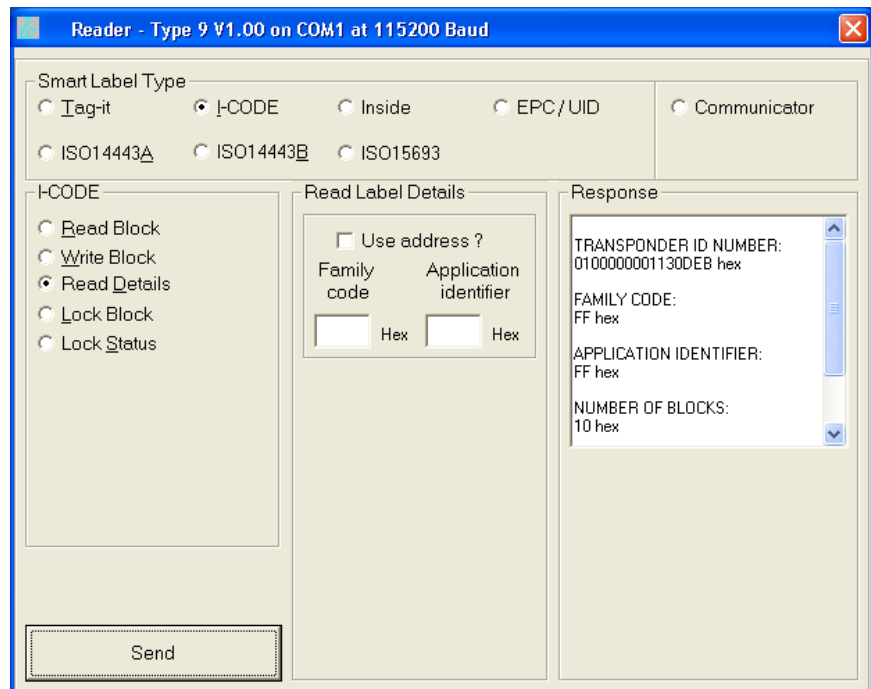 Reader - Type 9 V1.00 on COM1 at 115200 Baud
Smart Label Type
Tag-it I-CODE Inside EPC / UID Communicator
ISO14443A ISO14443B ISO15693
I-CODE
Read Block
Write Block
Read Details
Lock Block
Lock Status
Send
Read Label Details
Use address ?
Family code
Application identifier
Hex Hex
Response
TRANSPONDER ID NUMBER:
0100000001130DEB hex
FAMILY CODE:
FF hex
APPLICATION IDENTIFIER:
FF hex
NUMBER OF BLOCKS:
10 hex